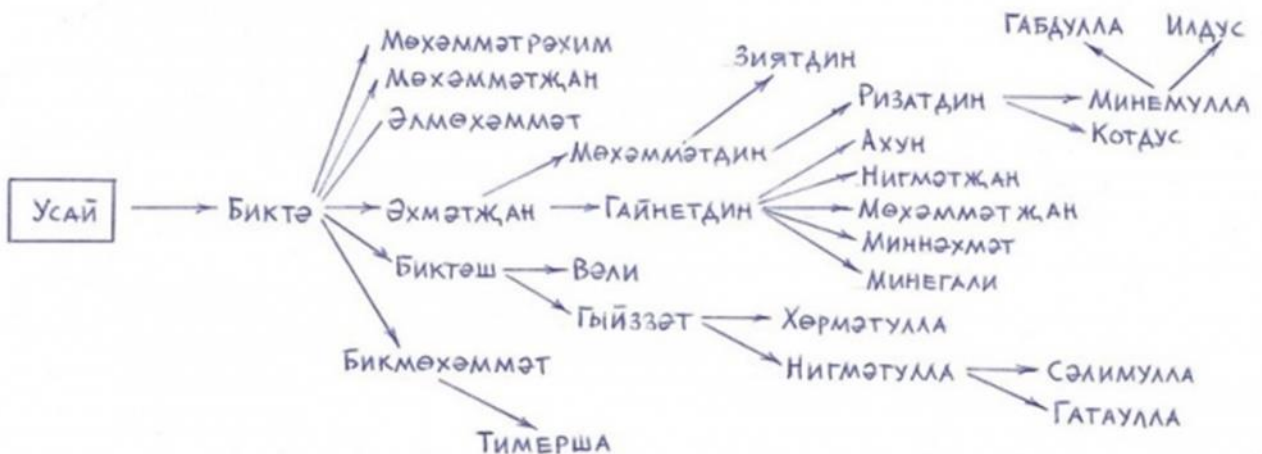 ГАБДУЛЛА ИЛДУС
Мөхәммәтрәхим
Зиятдин
Мөхәммәтҗан
Ризатдин Минемулла
Әлмөхәммәт
Котдус
Ахун
Мөхәммәтдин
Нигмәтҗан
Усай Биктә Әхмәтҗан Гайнетдин Мөхәммәтҗан
Миннәхмәт
Биктәш Вәли
Минегали
Гыйззәт Хөрмәтулла
Бикмөхәммәт Нигмәтулла Сәлимулла
Гатаулла
Тимерша